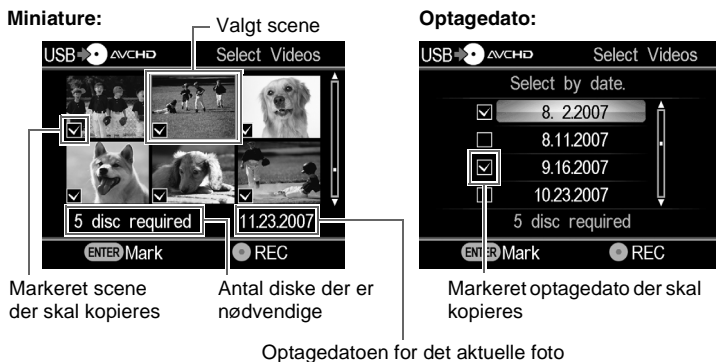 Miniature:
Valgt scene
USB AVCHD Select Videos
5 disc required 11.23.2007
ENTER Mark REC
Markeret scene
der skal kopieres
Antal diske der er
nødvendige
Optagedatoen for det aktuelle foto
Optagedato:
USB AVCHD Select Videos
Select by date.
8. 2.2007
8.11.2007
9.16.2007
10.23.2007
5 disc required
ENTER Mark REC
Markeret optagedato der skal
kopieres